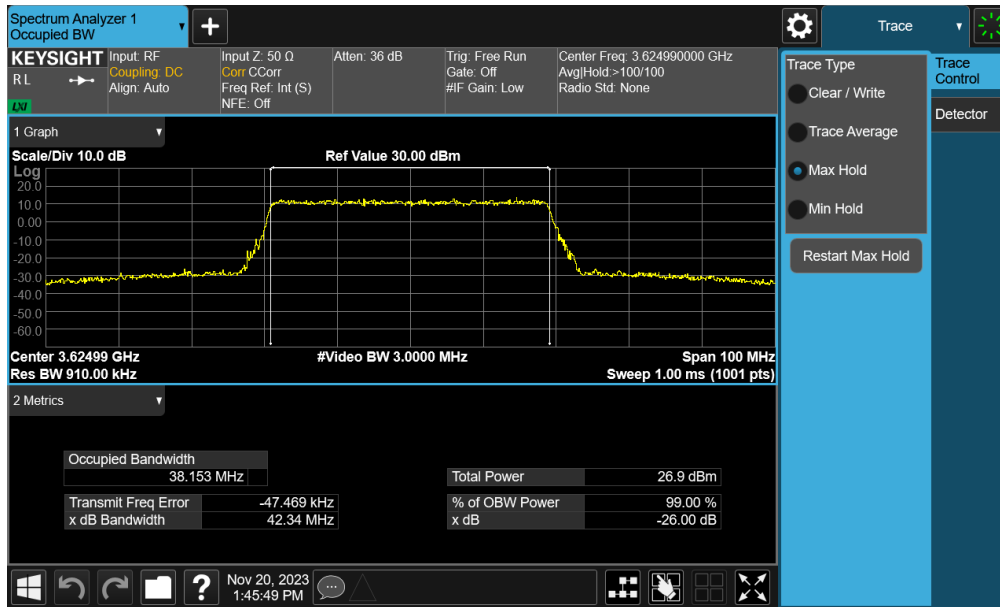 Spectrum Analyzer 1
Occupied BW
+
Trace
KEYSIGHT
R L
LXI
Input: RF
Coupling: DC
Align: Auto
Input Z: 50 Ω
Corr CCorr
Freq Ref: Int (S)
NFE: Off
Atten: 36 dB
Trig: Free Run
Gate: Off
#IF Gain: Low
Center Freq: 3.624990000 GHz
Avg|Hold:>100/100
Radio Std: None
Trace Type
Clear / Write
Trace Average
Max Hold
Min Hold
Restart Max Hold
Trace
Control
Detector
1 Graph
Scale/Div 10.0 dB
Ref Value 30.00 dBm
Log
20.0
10.0
0.00
-10.0
-20.0
-30.0
-40.0
-50.0
-60.0
Center 3.62499 GHz
#Video BW 3.0000 MHz
Span 100 MHz
Res BW 910.00 kHz
Sweep 1.00 ms (1001 pts)
2 Metrics
Occupied Bandwidth
38.153 MHz
Transmit Freq Error -47.469 kHz
x dB Bandwidth 42.34 MHz
Total Power 26.9 dBm
% of OBW Power 99.00 %
x dB -26.00 dB
?
Nov 20, 2023
1:45:49 PM